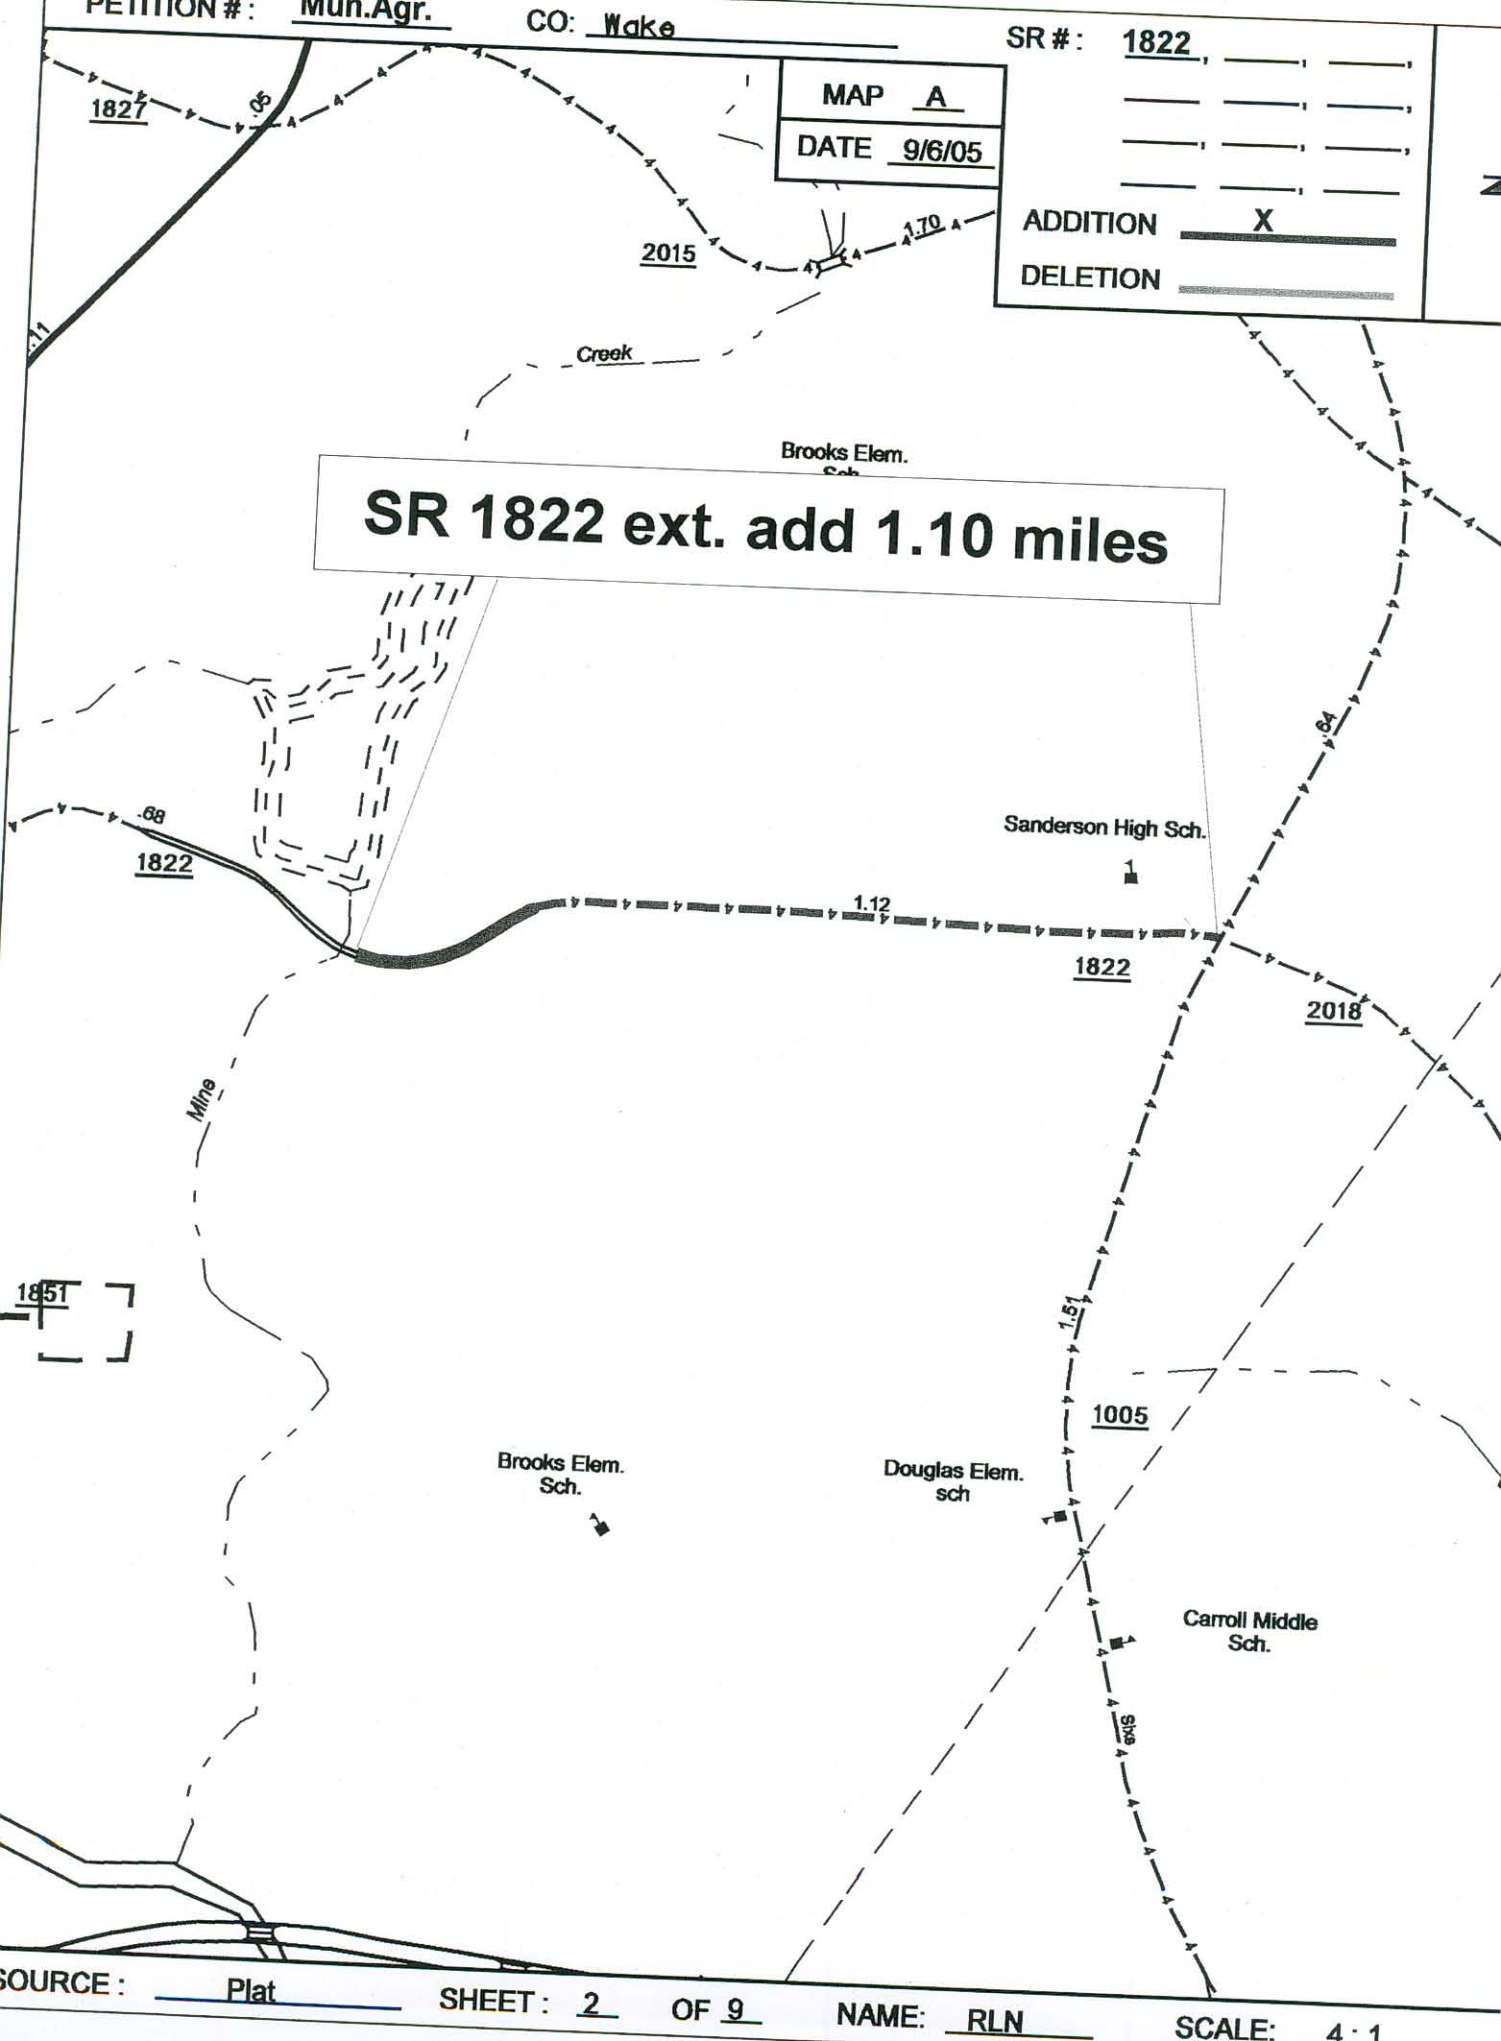 PETITION #: Mun.Agr. CO: Wake SR #: 1822, , ,
MAP A
DATE 9/6/05
ADDITION X
DELETION
1827
.05
.11
2015
1.70
Creek
Brooks Elem.
Sch
SR 1822 ext. add 1.10 miles
.64
.68
1822
Sanderson High Sch.
1.12
1822
2018
Mine
1851
1.51
1005
Brooks Elem.
Sch.
Douglas Elem.
sch
Carroll Middle
Sch.
SOURCE: Plat SHEET: 2 OF 9 NAME: RLN SCALE: 4:1